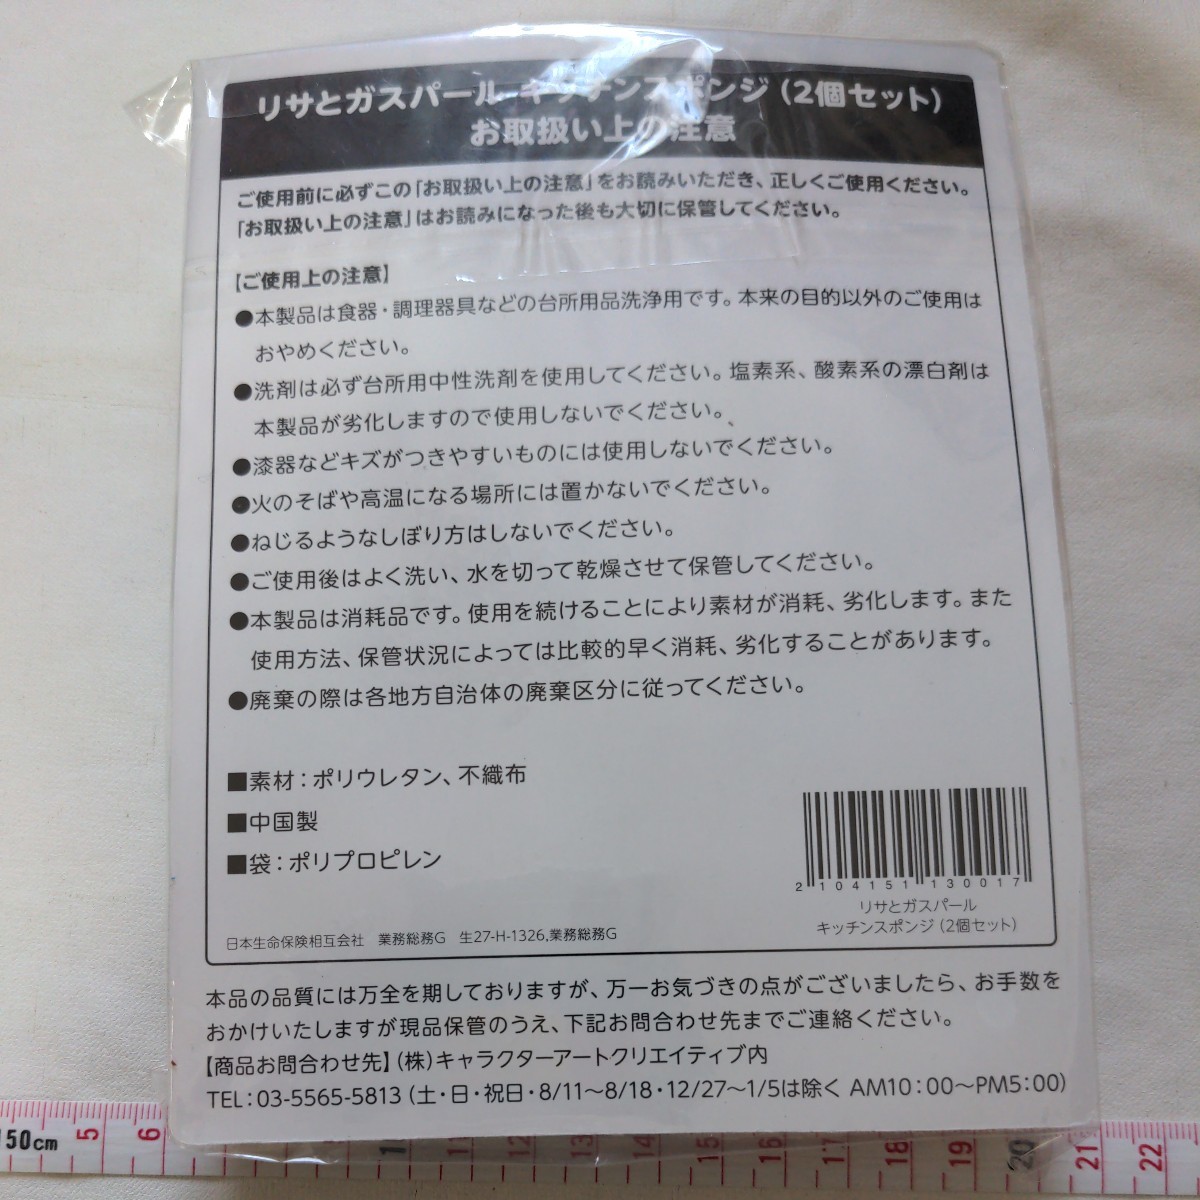 リサとガスパール キッチンスポンジ（2個セット）
お取扱い上の注意
ご使用前に必ずこの「お取扱い上の注意」をお読みいただき、正しくご使用ください。
「お取扱い上の注意」はお読みになった後も大切に保管してください。
【ご使用上の注意】
●本製品は食器・調理器具などの台所用品洗浄用です。本来の目的以外のご使用は
おやめください。
●洗剤は必ず台所用中性洗剤を使用してください。塩素系、酸素系の漂白剤は
本製品が劣化しますので使用しないでください。
●漆器などキズがつきやすいものには使用しないでください。
●火のそばや高温になる場所には置かないでください。
●ねじるようなしぼり方はしないでください。
●ご使用後はよく洗い、水を切って乾燥させて保管してください。
●本製品は消耗品です。使用を続けることにより素材が消耗、劣化します。また
使用方法、保管状況によっては比較的早く消耗、劣化することがあります。
●廃棄の際は各地方自治体の廃棄区分に従ってください。
■素材：ポリウレタン、不織布
■中国製
■袋：ポリプロピレン
2104151130017
リサとガスパール
キッチンスポンジ（2個セット）
日本生命保険相互会社 業務総務G 生27-H-1326,業務総務G
本品の品質には万全を期しておりますが、万一お気づきの点がございましたら、お手数を
おかけいたしますが現品保管のうえ、下記お問合わせ先までご連絡ください。
【商品お問合わせ先】（株）キャラクターアートクリエイティブ内
TEL：03-5565-5813（土・日・祝日・8/11～8/18・12/27～1/5は除く AM10：00～PM5：00）
150cm 5 6 11 12 13 14 15 16 17 18 19 20 21 22